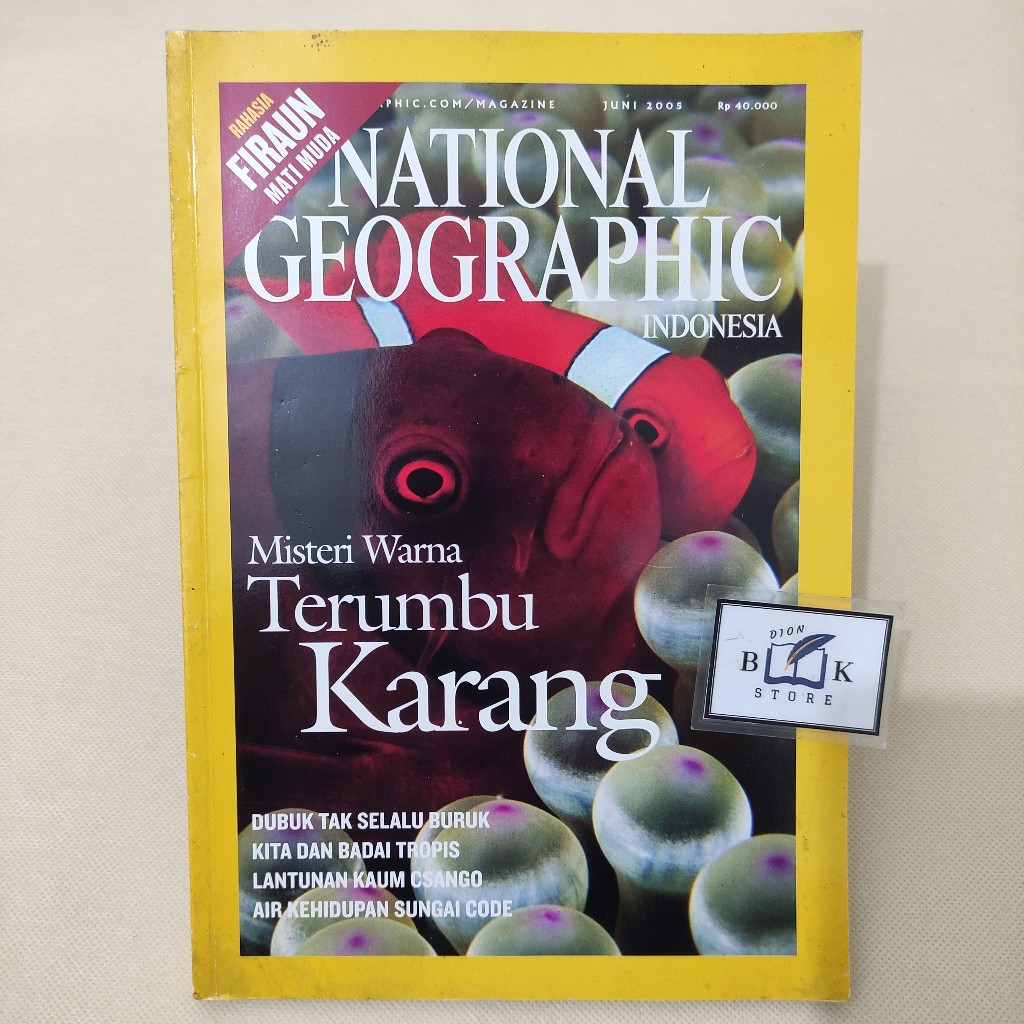 RAHASIA
FIRAUN
MATI MUDA
PHIC.COM/MAGAZINE JUNI 2005 Rp 40.000
NATIONAL
GEOGRAPHIC
INDONESIA
Misteri Warna
Terumbu
Karang
DION
B K
STORE
DUBUK TAK SELALU BURUK
KITA DAN BADAI TROPIS
LANTUNAN KAUM CSANGO
AIR KEHIDUPAN SUNGAI CODE